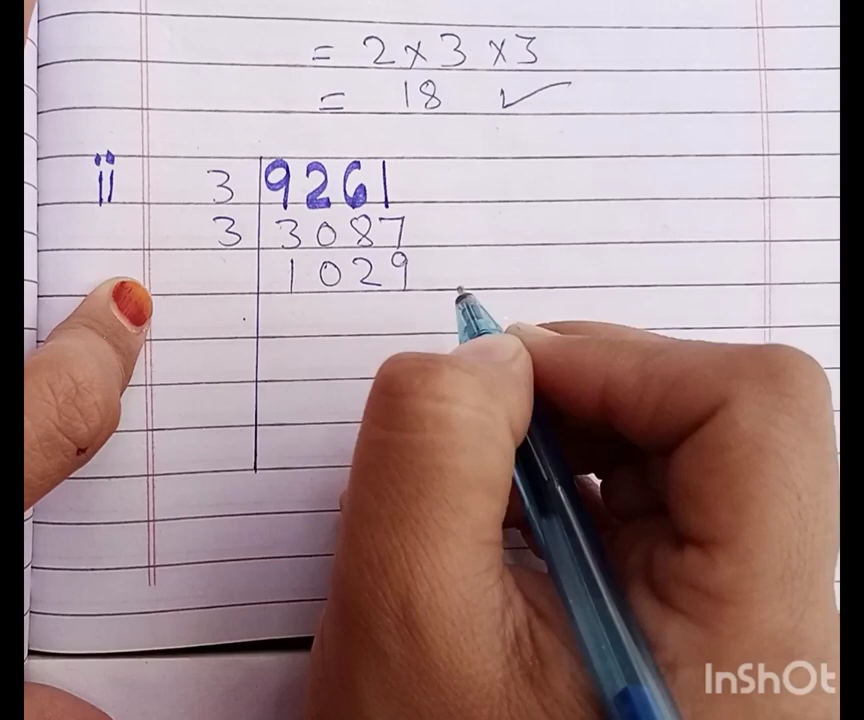 = 2 × 3 × 3
= 18 ✓
ii 3 9261
3 3087
1029
InShOt